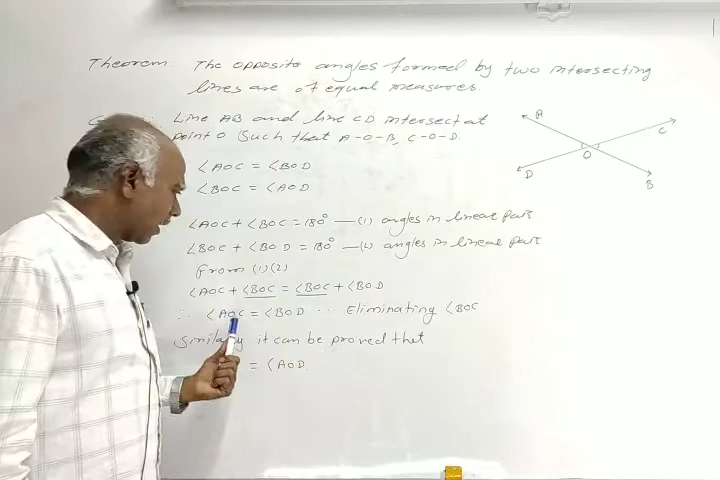 Theorem: The opposite angles formed by two intersecting
lines are of equal measures.
Line AB and line CD intersect at
point O Such that A-O-B, C-O-D.
∠AOC = ∠BOD
∠BOC = ∠AOD
∠AOC + ∠BOC = 180° —(1) angles in linear pair
∠BOC + ∠BOD = 180° —(2) angles in linear pair
from (1) (2)
∠AOC + ∠BOC = ∠BOC + ∠BOD
∴ ∠AOC = ∠BOD ... Eliminating ∠BOC
Similarly it can be proved that
= ∠AOD
A
C
O
D
B